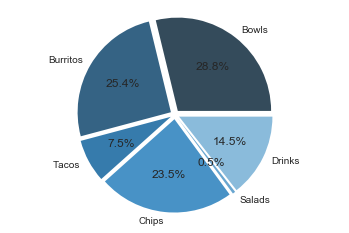 Bowls
28.8%
Burritos
25.4%
Tacos
7.5%
Chips
23.5%
Salads
0.5%
Drinks
14.5%